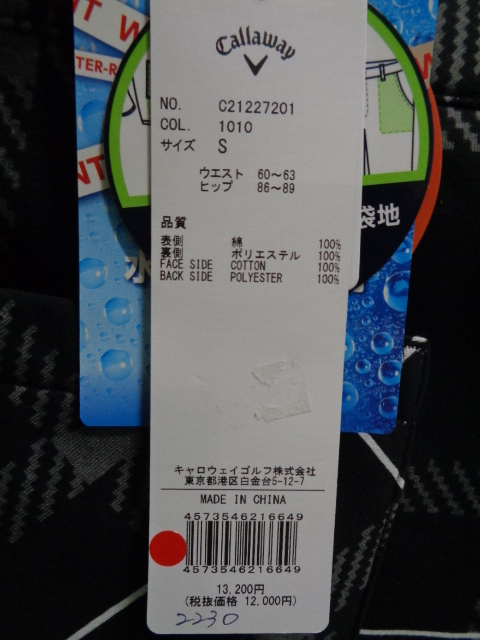 NT W
TER-R
NT
水
袋地
Callaway
NO. C21227201
COL. 1010
サイズ S
ウエスト 60～63
ヒップ 86～89
品質
表側 綿 100%
裏側 ポリエステル 100%
FACE SIDE COTTON 100%
BACK SIDE POLYESTER 100%
キャロウェイゴルフ株式会社
東京都港区白金台5-12-7
MADE IN CHINA
4573546216649
4573546216649
13,200円
(税抜価格 12,000円)
2230